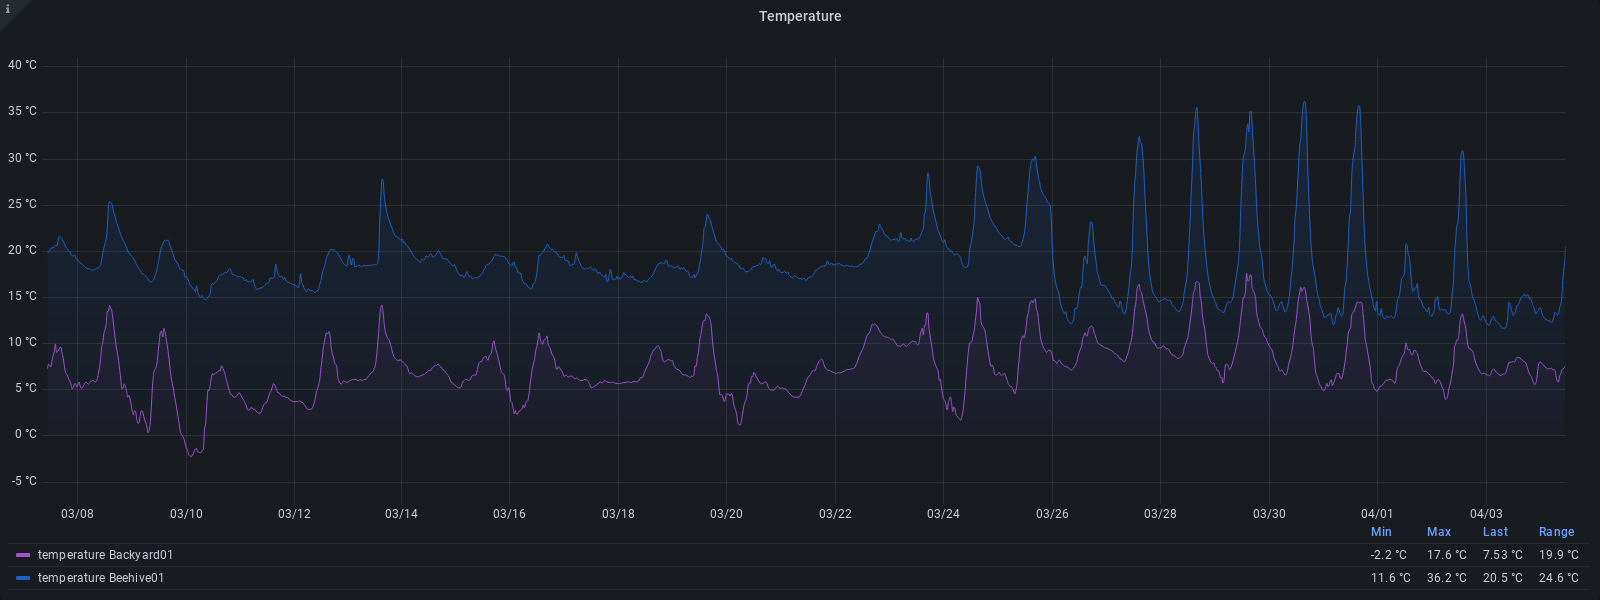 i
Temperature
40 °C
35 °C
30 °C
25 °C
20 °C
15 °C
10 °C
5 °C
0 °C
-5 °C
03/08 03/10 03/12 03/14 03/16 03/18 03/20 03/22 03/24 03/26 03/28 03/30 04/01 04/03
Min Max Last Range
temperature Backyard01 -2.2 °C 17.6 °C 7.53 °C 19.9 °C
temperature Beehive01 11.6 °C 36.2 °C 20.5 °C 24.6 °C